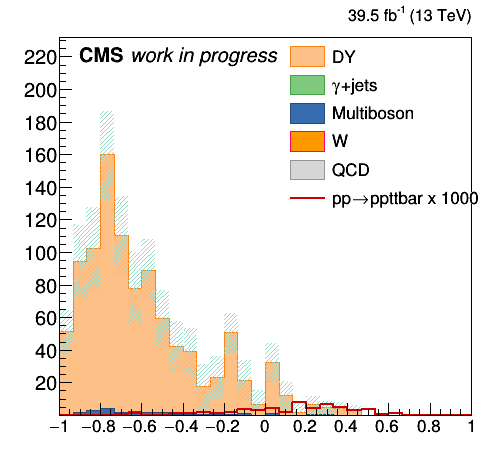 39.5 fb⁻¹ (13 TeV)
CMS work in progress
DY
γ+jets
Multiboson
W
QCD
pp→ppttbar x 1000
220
200
180
160
140
120
100
80
60
40
20
−1 −0.8 −0.6 −0.4 −0.2 0 0.2 0.4 0.6 0.8 1